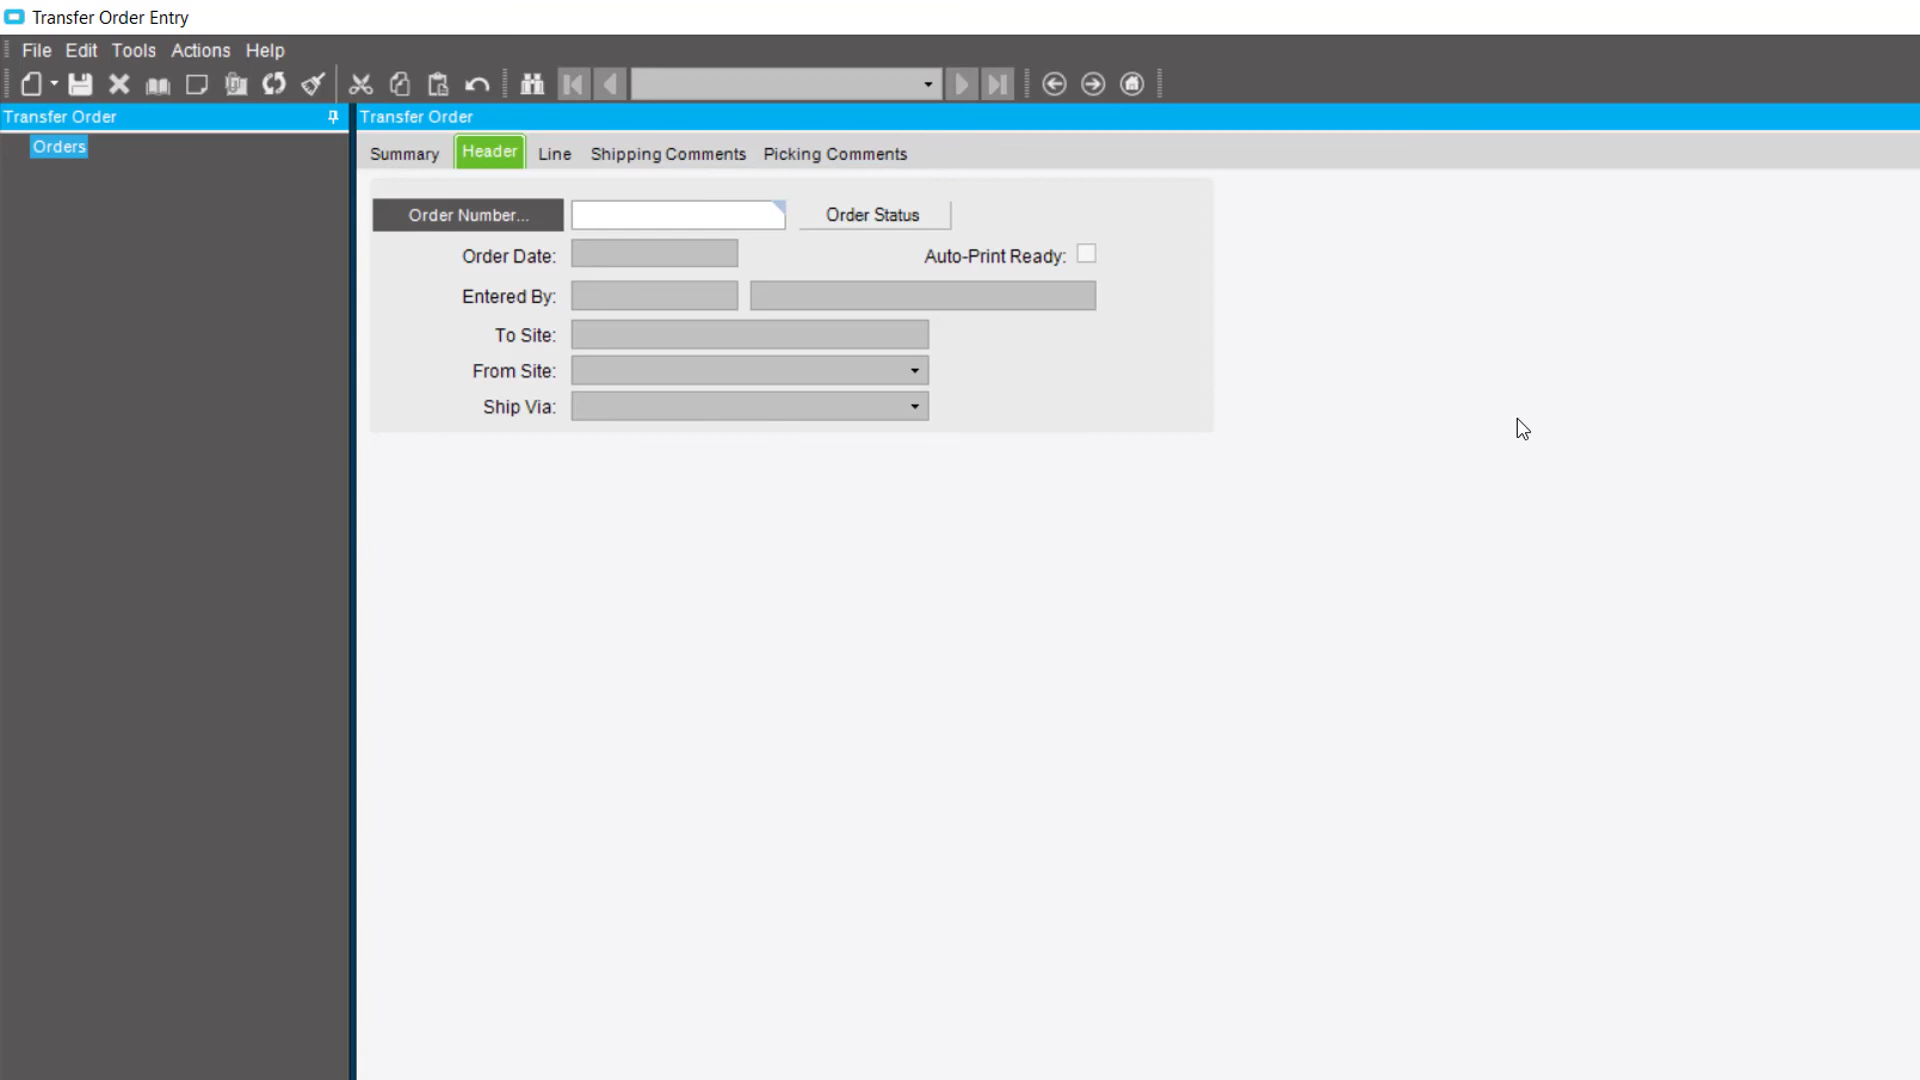 Transfer Order Entry
File Edit Tools Actions Help
Transfer Order
Orders
Transfer Order
Summary Header Line Shipping Comments Picking Comments
Order Number... Order Status
Order Date: Auto-Print Ready:
Entered By:
To Site:
From Site:
Ship Via: